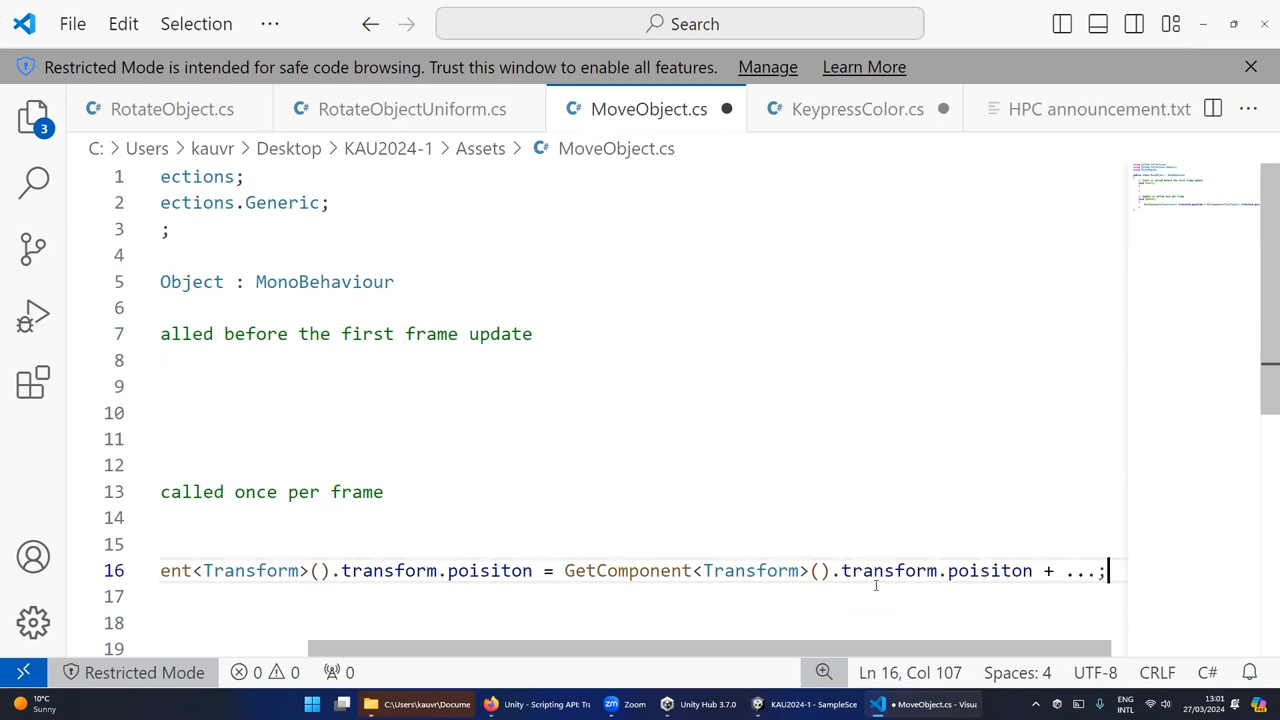 File Edit Selection ··· Search
Restricted Mode is intended for safe code browsing. Trust this window to enable all features. Manage Learn More
RotateObject.cs RotateObjectUniform.cs MoveObject.cs KeypressColor.cs HPC announcement.txt ···
3
C: > Users > kauvr > Desktop > KAU2024-1 > Assets > MoveObject.cs
1 ections;
2 ections.Generic;
3 ;
4
5 Object : MonoBehaviour
6
7 alled before the first frame update
8
9
10
11
12
13 called once per frame
14
15
16 ent<Transform>().transform.poisiton = GetComponent<Transform>().transform.poisiton + ...;
17
18
19
Restricted Mode 0 0 0 Ln 16, Col 107 Spaces: 4 UTF-8 CRLF C#
10°C
Sunny
C:\Users\kauvr\Docume
Unity - Scripting API: Tra
Zoom
Unity Hub 3.7.0
KAU2024-1 - SampleSce
● MoveObject.cs - Visua
ENG
INTL
13:01
27/03/2024